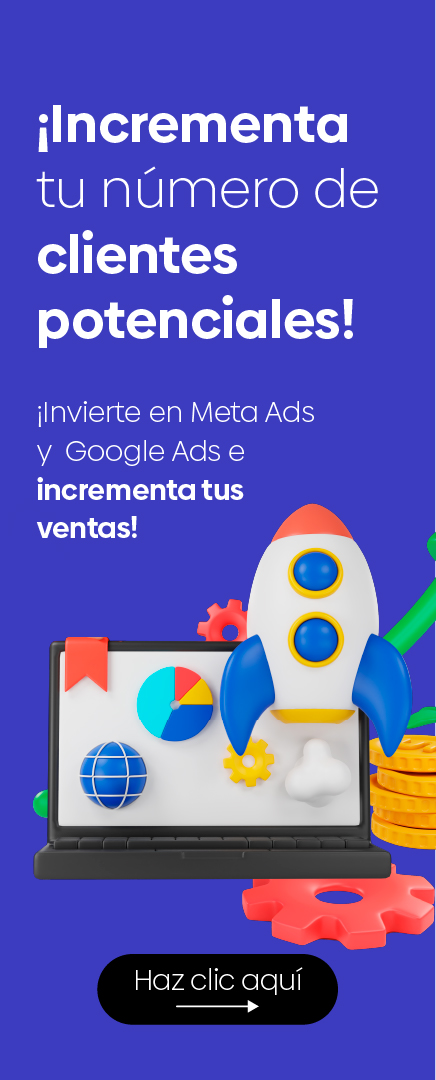 ¡Incrementa
tu número de
clientes
potenciales!
¡Invierte en Meta Ads
y Google Ads e
incrementa tus
ventas!
Haz clic aquí